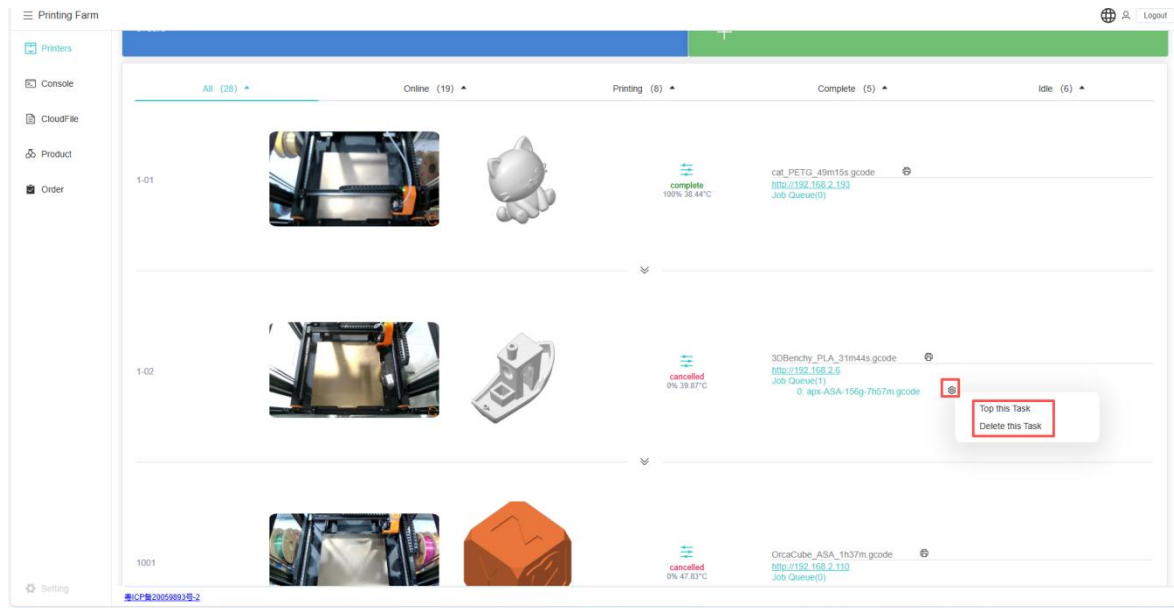 Printing Farm
Logout
Printers
Console
CloudFile
Product
Order
All (28)
Online (19)
Printing (8)
Complete (5)
Idle (6)
1-01
complete
100% 38.44°C
cat_PETG_49m15s.gcode
http://192.168.2.193
Job Queue(0)
1-02
cancelled
0% 39.87°C
3DBenchy_PLA_31m44s.gcode
http://192.168.2.6
Job Queue(1)
0: apx-ASA-156g-7h57m.gcode
Top this Task
Delete this Task
1001
cancelled
0% 47.83°C
OrcaCube_ASA_1h37m.gcode
http://192.168.2.110
Job Queue(0)
Setting
粤ICP备20059893号-2